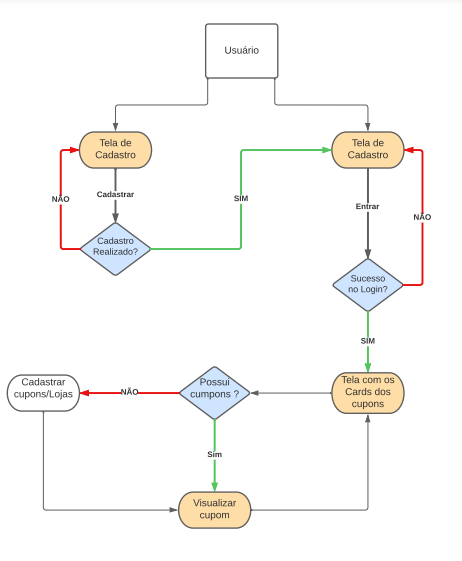 Usuário
Tela de
Cadastro
Tela de
Cadastro
Cadastrar
NÃO
SIM
Entrar
NÃO
Cadastro
Realizado?
Sucesso
no Login?
SIM
Cadastrar
cupons/Lojas
NÃO
Possui
cumpons ?
Tela com os
Cards dos
cupons
Sim
Visualizar
cupom